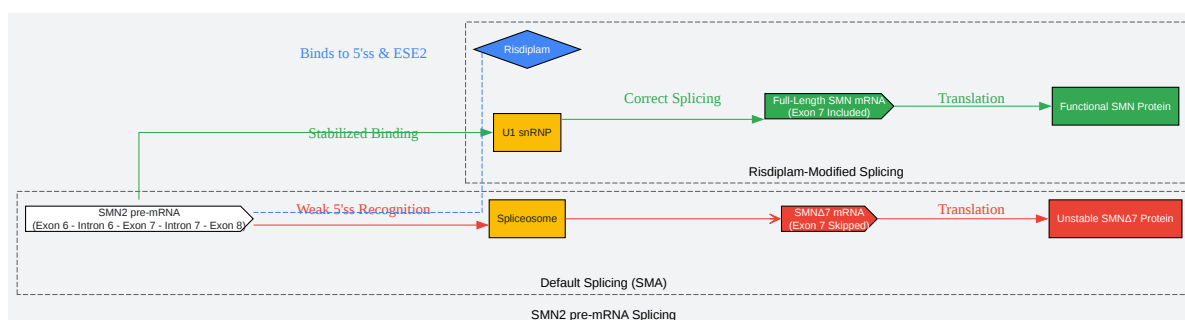 Binds to 5'ss & ESE2
Risdiplam
Correct Splicing
Full-Length SMN mRNA
(Exon 7 Included)
Translation
Functional SMN Protein
Stabilized Binding
U1 snRNP
Risdiplam-Modified Splicing
SMN2 pre-mRNA
(Exon 6 - Intron 6 - Exon 7 - Intron 7 - Exon 8)
Weak 5'ss Recognition
Spliceosome
SMNΔ7 mRNA
(Exon 7 Skipped)
Translation
Unstable SMNΔ7 Protein
Default Splicing (SMA)
SMN2 pre-mRNA Splicing